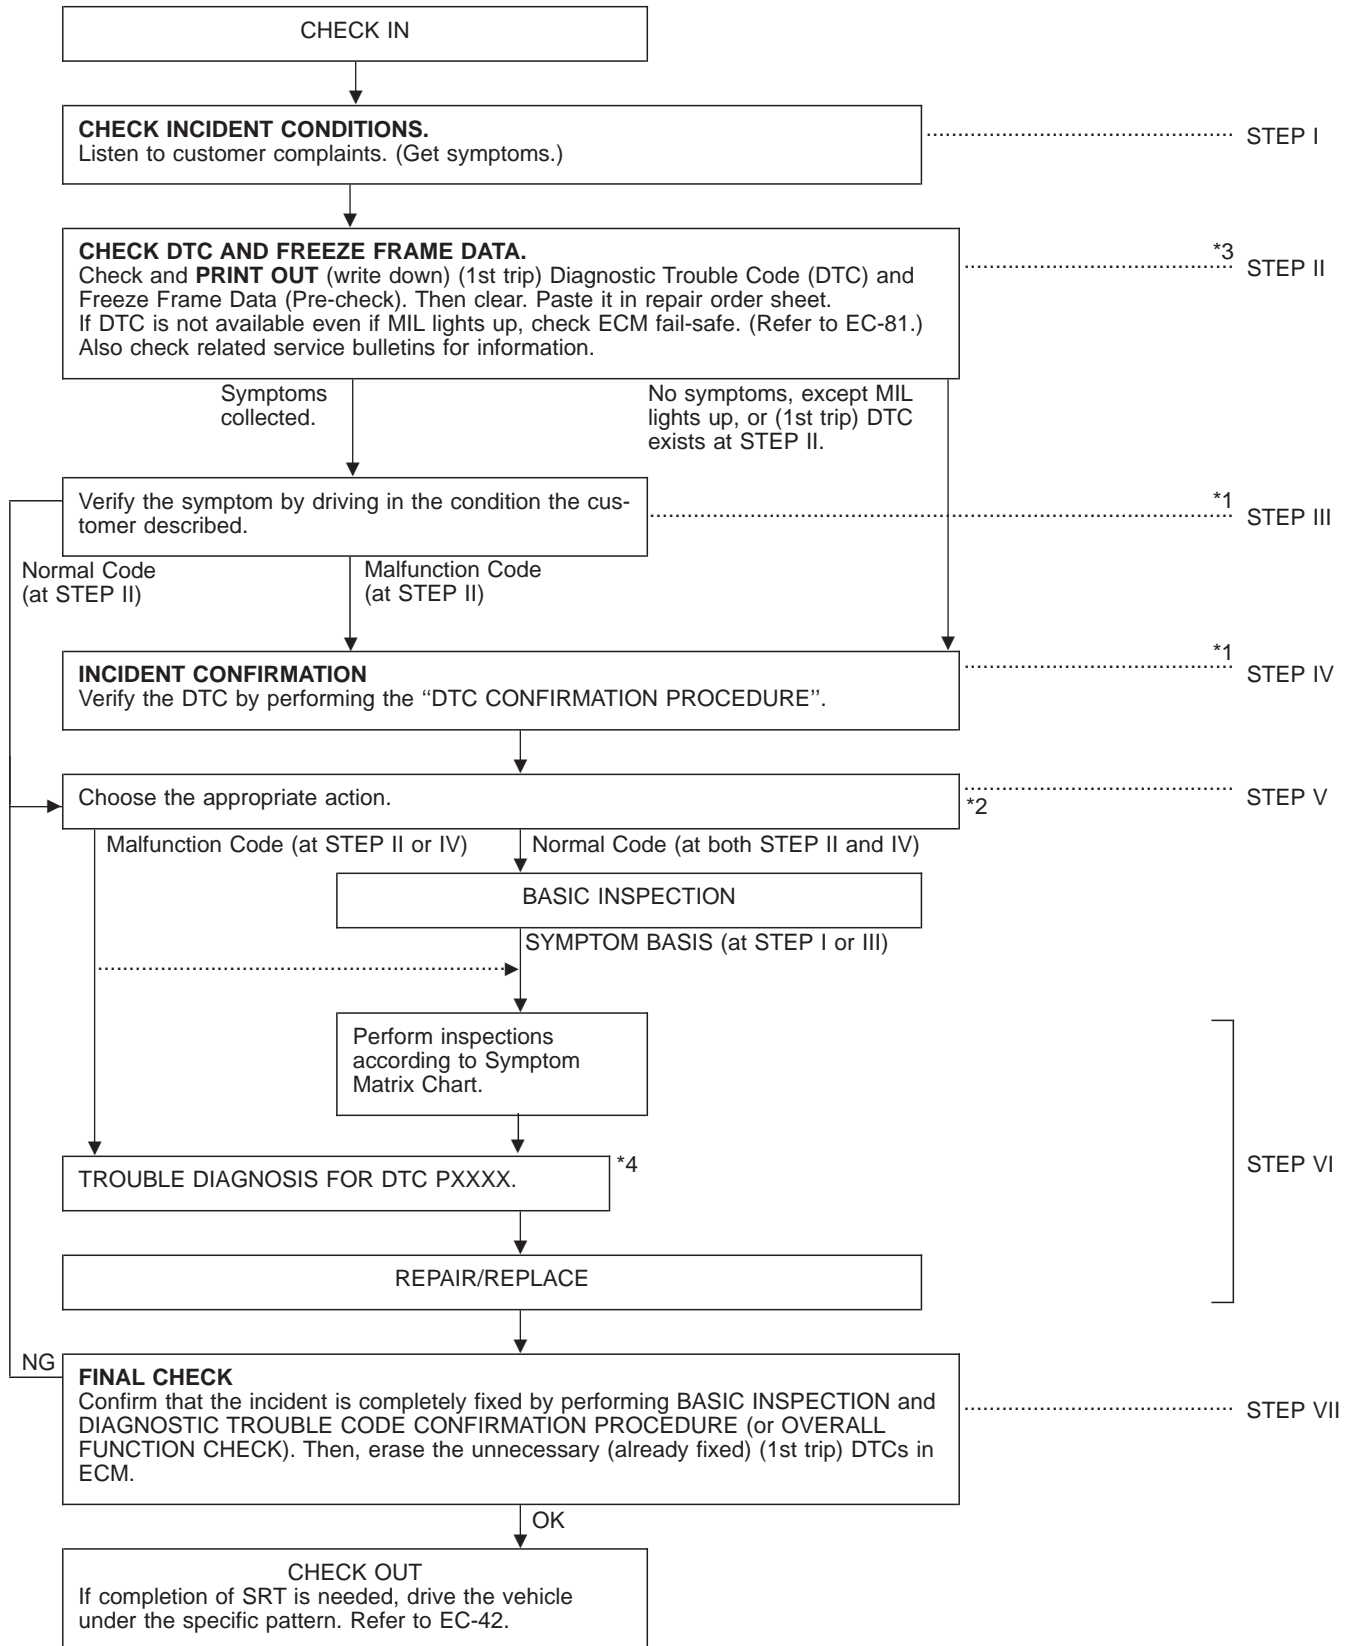 CHECK IN
CHECK INCIDENT CONDITIONS.
Listen to customer complaints. (Get symptoms.)
STEP I
CHECK DTC AND FREEZE FRAME DATA.
Check and PRINT OUT (write down) (1st trip) Diagnostic Trouble Code (DTC) and
Freeze Frame Data (Pre-check). Then clear. Paste it in repair order sheet.
If DTC is not available even if MIL lights up, check ECM fail-safe. (Refer to EC-81.)
Also check related service bulletins for information.
*3
STEP II
Symptoms
collected.
No symptoms, except MIL
lights up, or (1st trip) DTC
exists at STEP II.
Verify the symptom by driving in the condition the cus-
tomer described.
*1
STEP III
Normal Code
(at STEP II)
Malfunction Code
(at STEP II)
INCIDENT CONFIRMATION
Verify the DTC by performing the ‘‘DTC CONFIRMATION PROCEDURE’’.
*1
STEP IV
Choose the appropriate action.
*2
STEP V
Malfunction Code (at STEP II or IV)
Normal Code (at both STEP II and IV)
BASIC INSPECTION
SYMPTOM BASIS (at STEP I or III)
Perform inspections
according to Symptom
Matrix Chart.
TROUBLE DIAGNOSIS FOR DTC PXXXX.
*4
STEP VI
REPAIR/REPLACE
NG
FINAL CHECK
Confirm that the incident is completely fixed by performing BASIC INSPECTION and
DIAGNOSTIC TROUBLE CODE CONFIRMATION PROCEDURE (or OVERALL
FUNCTION CHECK). Then, erase the unnecessary (already fixed) (1st trip) DTCs in
ECM.
STEP VII
OK
CHECK OUT
If completion of SRT is needed, drive the vehicle
under the specific pattern. Refer to EC-42.